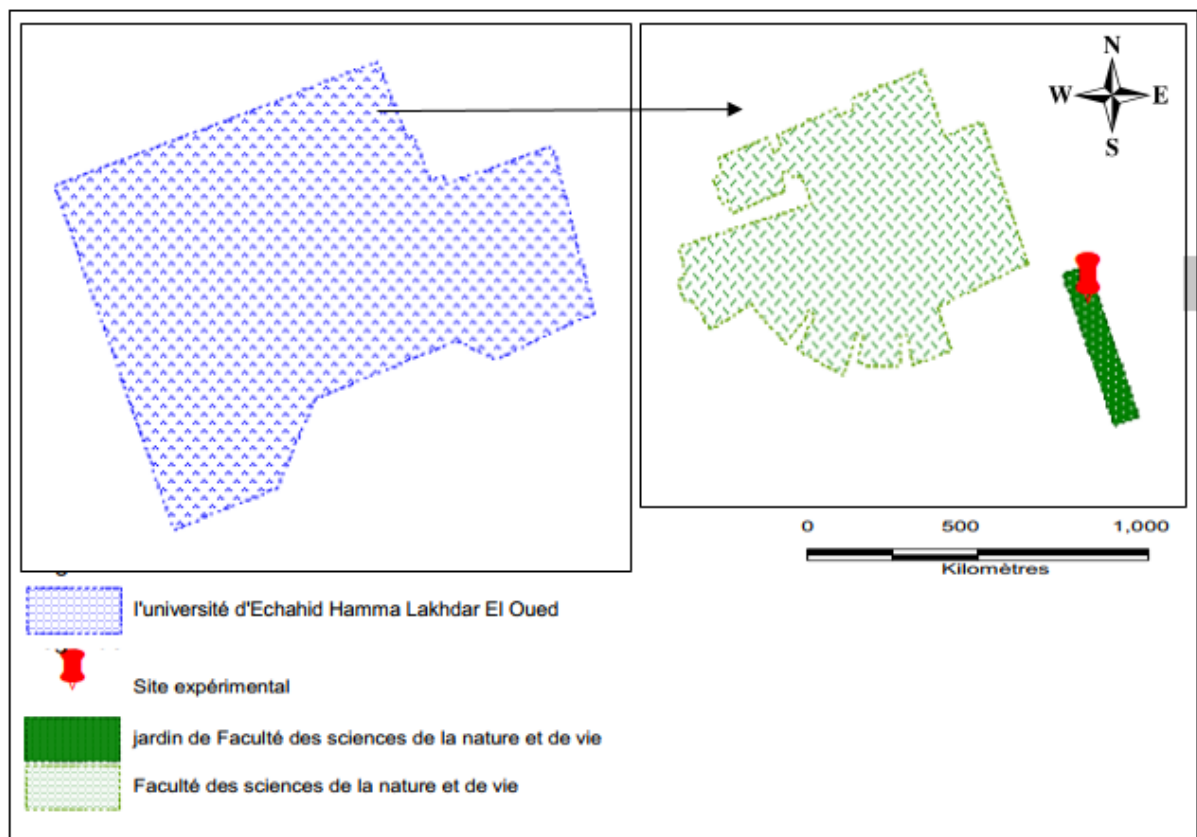 N
W E
S
0 500 1,000
Kilomètres
l'université d'Echahid Hamma Lakhdar El Oued
Site expérimental
jardin de Faculté des sciences de la nature et de vie
Faculté des sciences de la nature et de vie